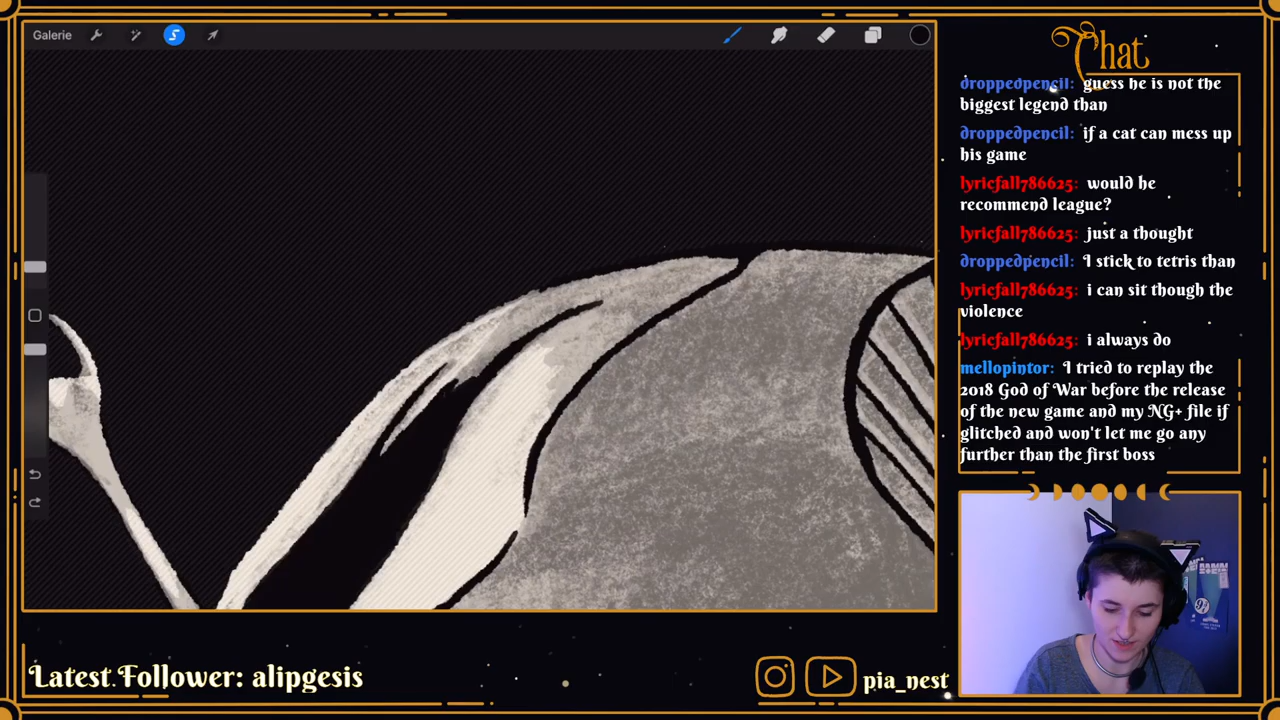 Galerie
Chat
droppedpencil: guess he is not the
biggest legend than
droppedpencil: if a cat can mess up
his game
lyricfall786625: would he
recommend league?
lyricfall786625: just a thought
droppedpencil: I stick to tetris than
lyricfall786625: i can sit though the
violence
lyricfall786625: i always do
mellopintor: I tried to replay the
2018 God of War before the release
of the new game and my NG+ file if
glitched and won't let me go any
further than the first boss
Latest Follower: alipgesis
pia_nest